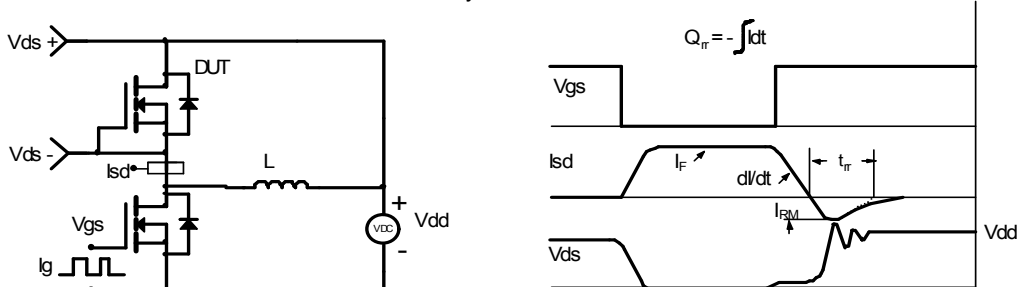 Vds +
DUT
Vds -
Isd
L
Vgs
Ig
+
VDC
-
Vdd
Q_rr = - ∫ Idt
Vgs
Isd
I_F
dI/dt
t_rr
I_RM
Vds
Vdd